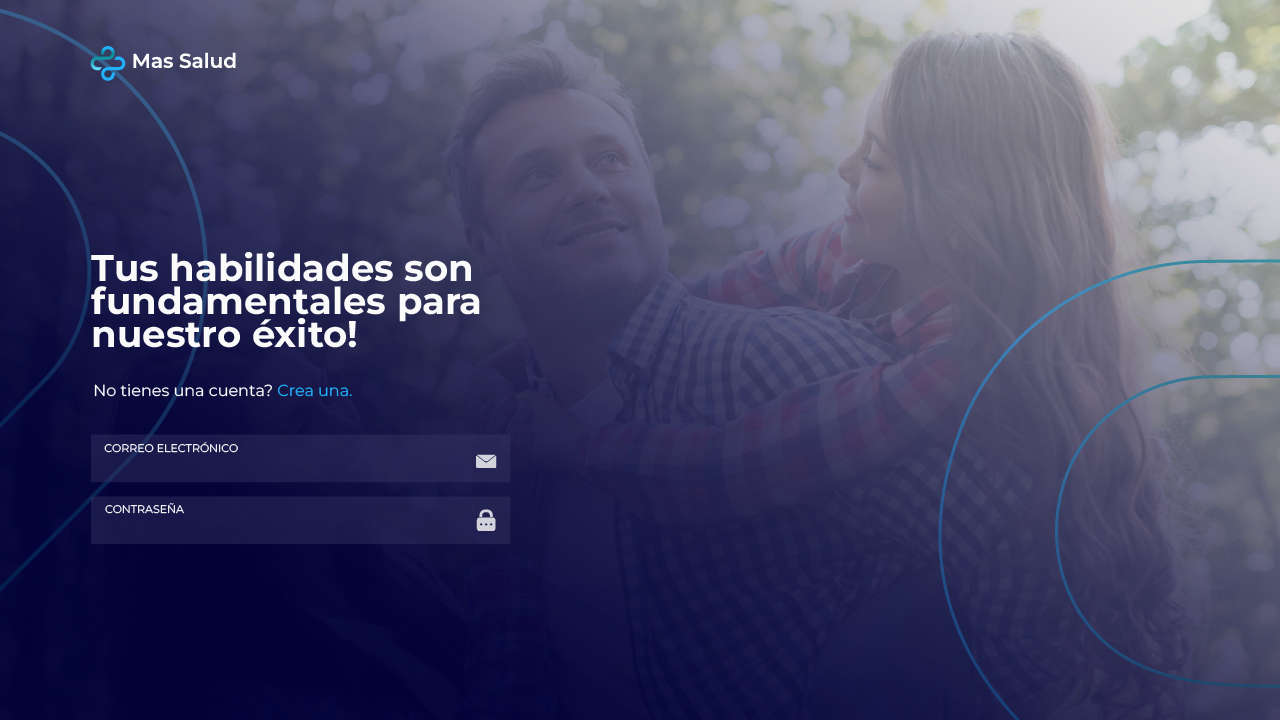 Mas Salud
Tus habilidades son
fundamentales para
nuestro éxito!
No tienes una cuenta? Crea una.
CORREO ELECTRÓNICO
CONTRASEÑA